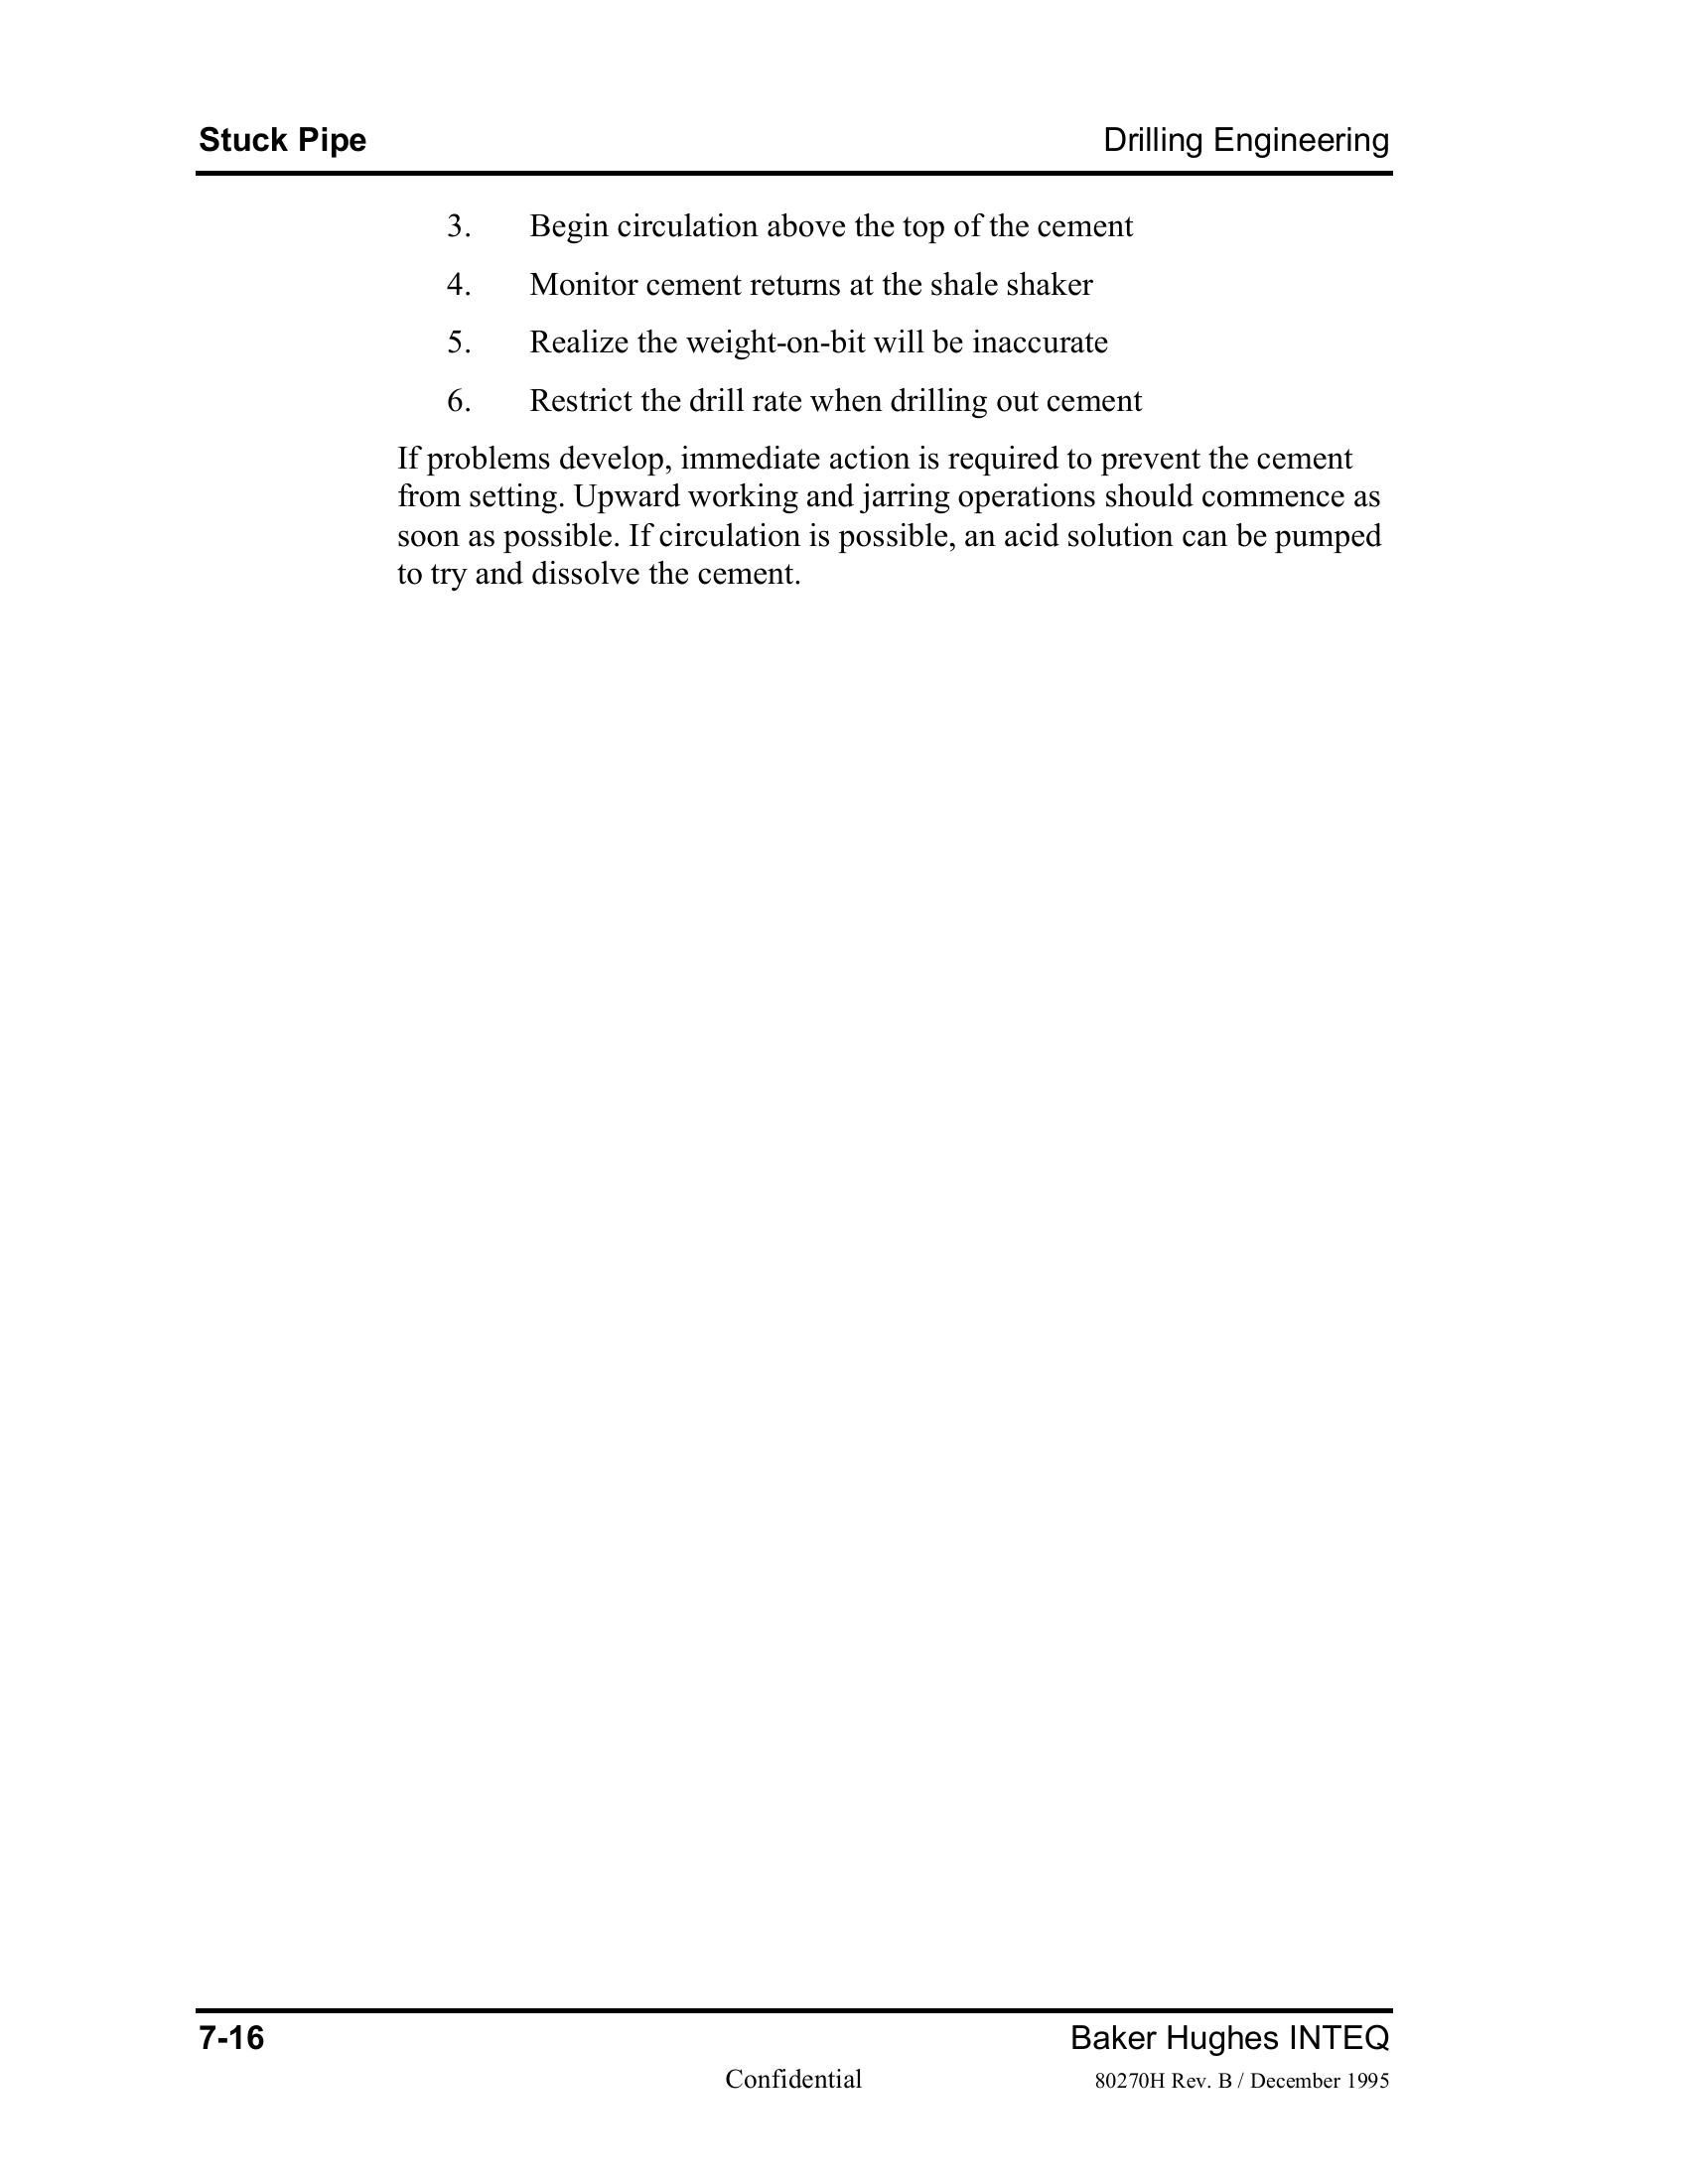 Stuck Pipe Drilling Engineering
3. Begin circulation above the top of the cement
4. Monitor cement returns at the shale shaker
5. Realize the weight-on-bit will be inaccurate
6. Restrict the drill rate when drilling out cement
If problems develop, immediate action is required to prevent the cement
from setting. Upward working and jarring operations should commence as
soon as possible. If circulation is possible, an acid solution can be pumped
to try and dissolve the cement.
7-16 Baker Hughes INTEQ
Confidential 80270H Rev. B / December 1995